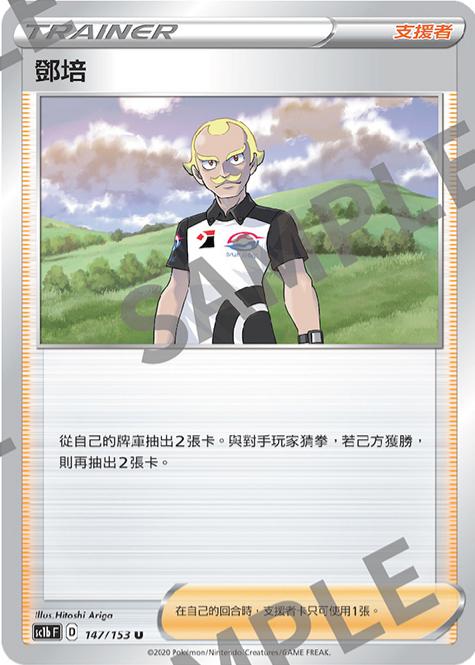 TRAINER
支援者
鄧培
SAMPLE
從自己的牌庫抽出2張卡。與對手玩家猜拳，若己方獲勝，
則再抽出2張卡。
Illus.Hitoshi Ariga
sc1b F D 147/153 U
在自己的回合時，支援者卡只可使用1張。
©2020 Pokémon/Nintendo/Creatures/GAME FREAK.